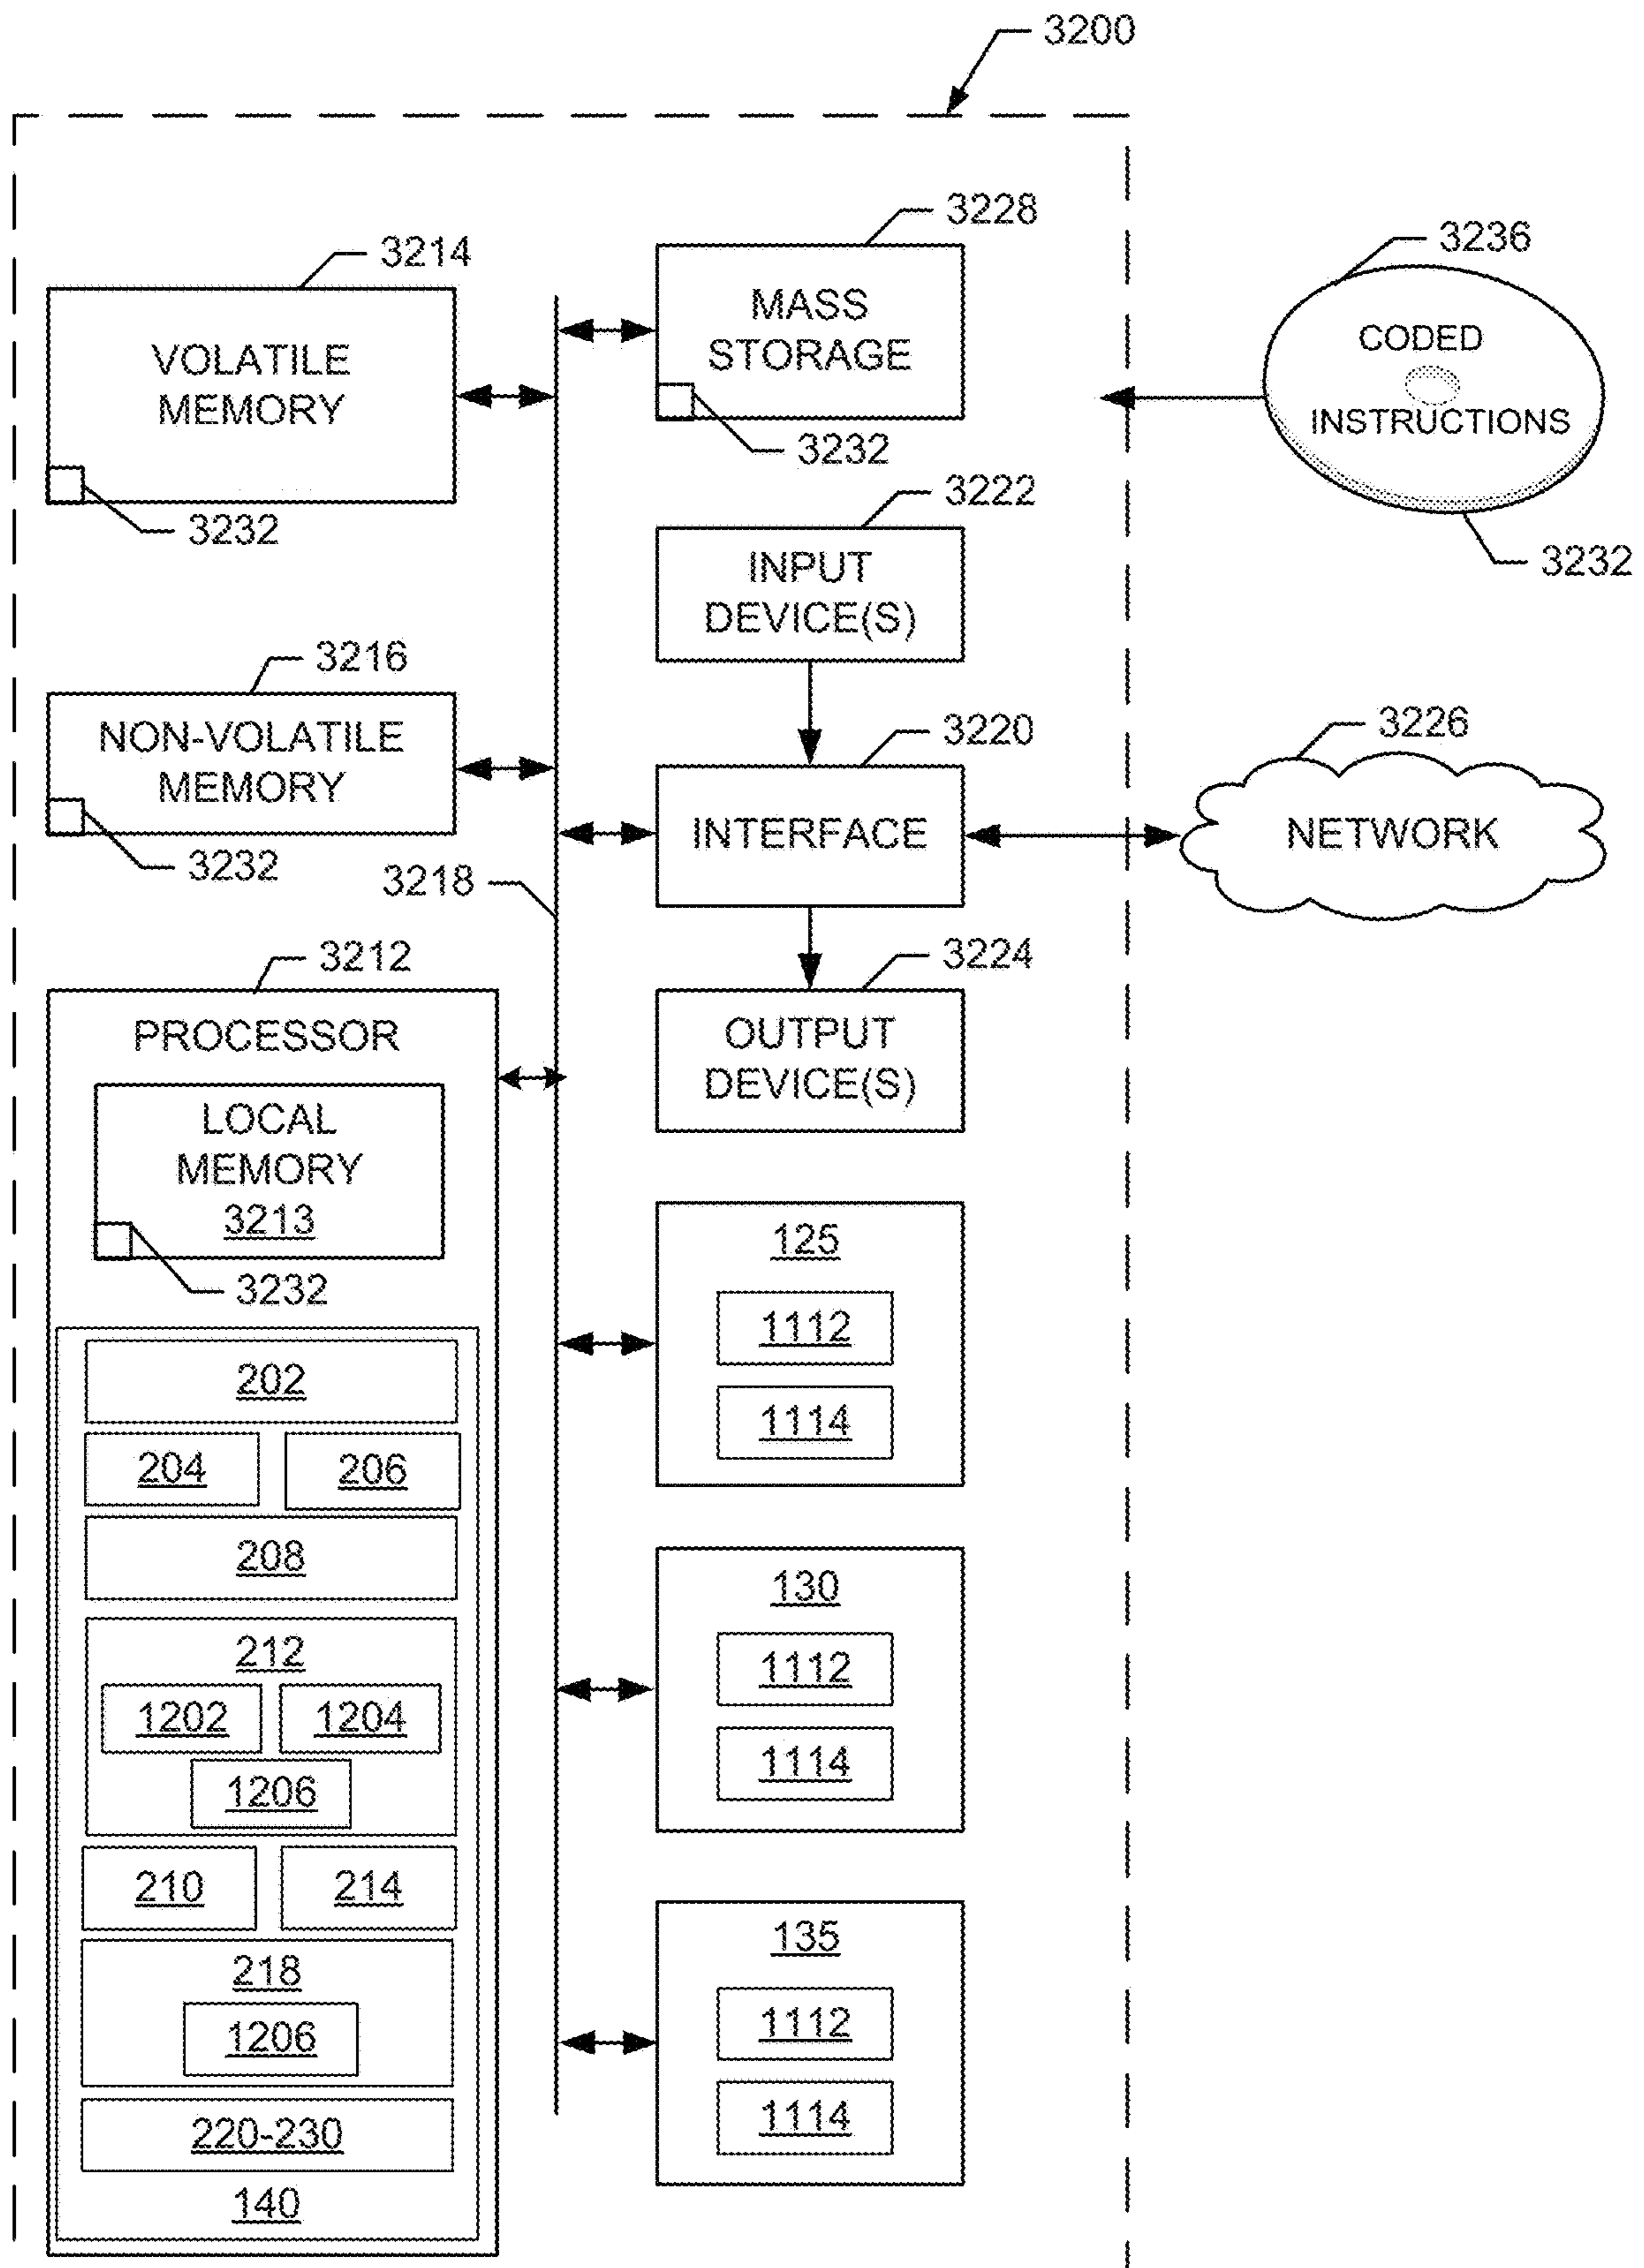 3200
3214
VOLATILE
MEMORY
3232
3228
MASS
STORAGE
3232
3236
CODED
INSTRUCTIONS
3232
3222
INPUT
DEVICE(S)
3216
NON-VOLATILE
MEMORY
3232
3218
3220
INTERFACE
3226
NETWORK
3224
OUTPUT
DEVICE(S)
3212
PROCESSOR
LOCAL
MEMORY
3213
3232
202
204 206
208
212
1202 1204
1206
210 214
218
1206
220-230
140
125
1112
1114
130
1112
1114
135
1112
1114